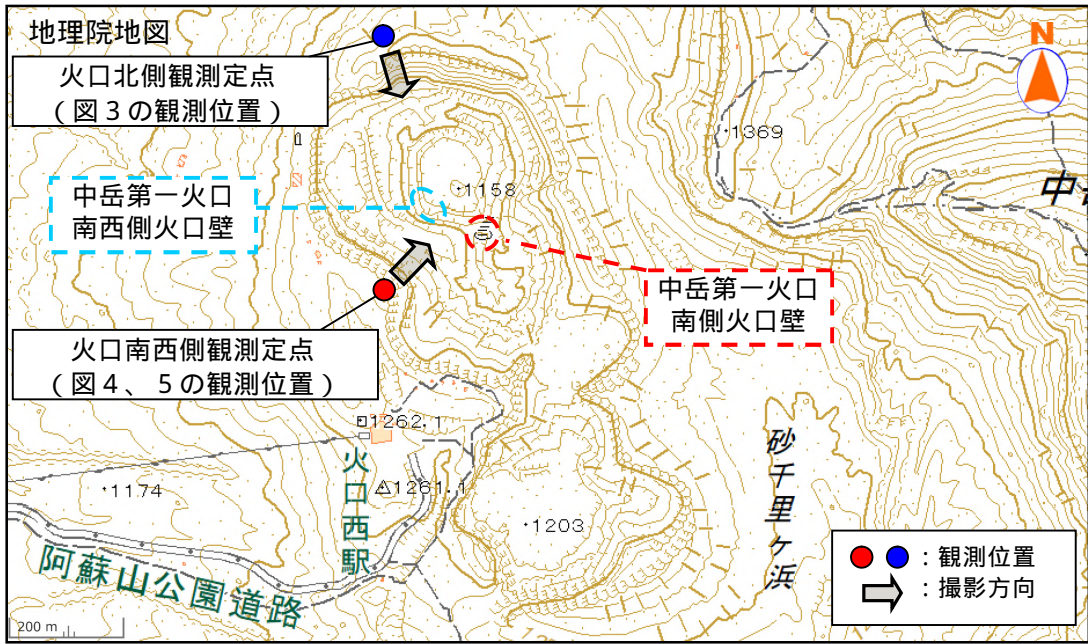 地理院地図
火口北側観測定点
（図３の観測位置）
N
1369
中岳第一火口
南西側火口壁
1158
中
中岳第一火口
南側火口壁
火口南西側観測定点
（図４、５の観測位置）
1262.1
火口西駅
1261.1
1174
1203
砂千里ヶ浜
阿蘇山公園道路
：観測位置
：撮影方向
200 m